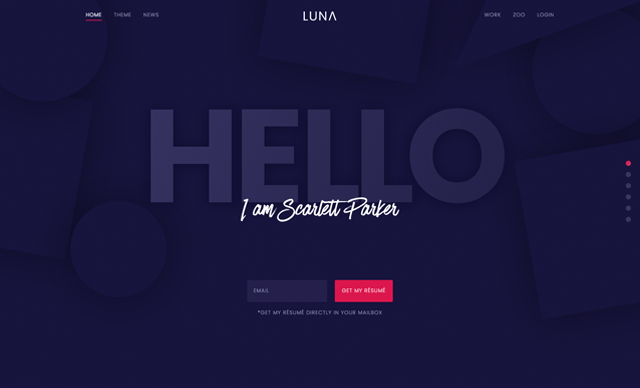 HOME THEME NEWS LUNA WORK ZOO LOGIN
HELLO
I am Scarlett Parker
EMAIL GET MY RÉSUMÉ
*GET MY RÉSUMÉ DIRECTLY IN YOUR MAILBOX